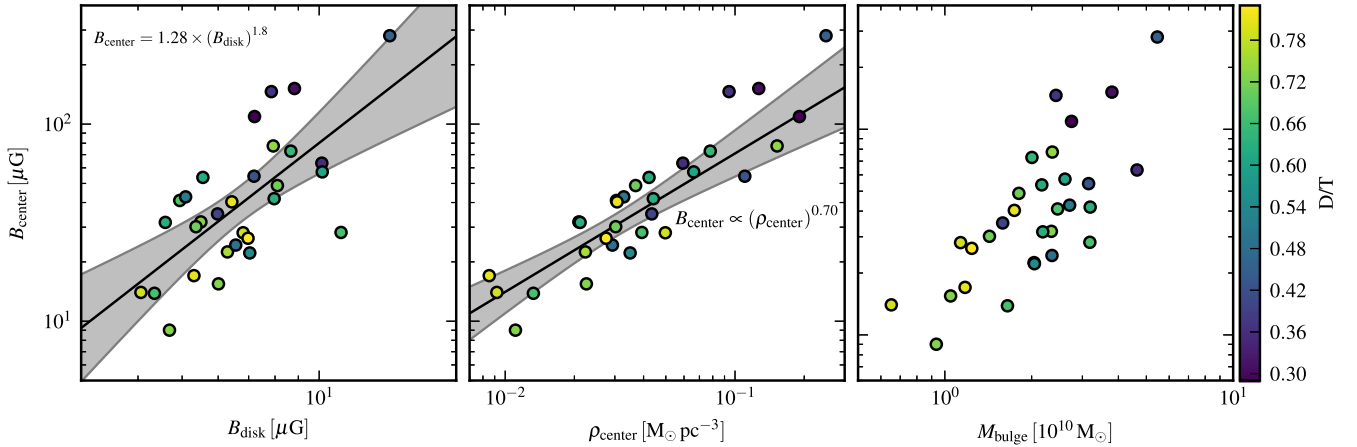 B_center = 1.28 × (B_disk)^1.8
B_center ∝ (ρ_center)^0.70
10^2
10^1
B_center [μG]
10^1
B_disk [μG]
10^−2
10^−1
ρ_center [M_⊙ pc^−3]
10^0
10^1
M_bulge [10^10 M_⊙]
0.78
0.72
0.66
0.60
0.54
0.48
0.42
0.36
0.30
D/T